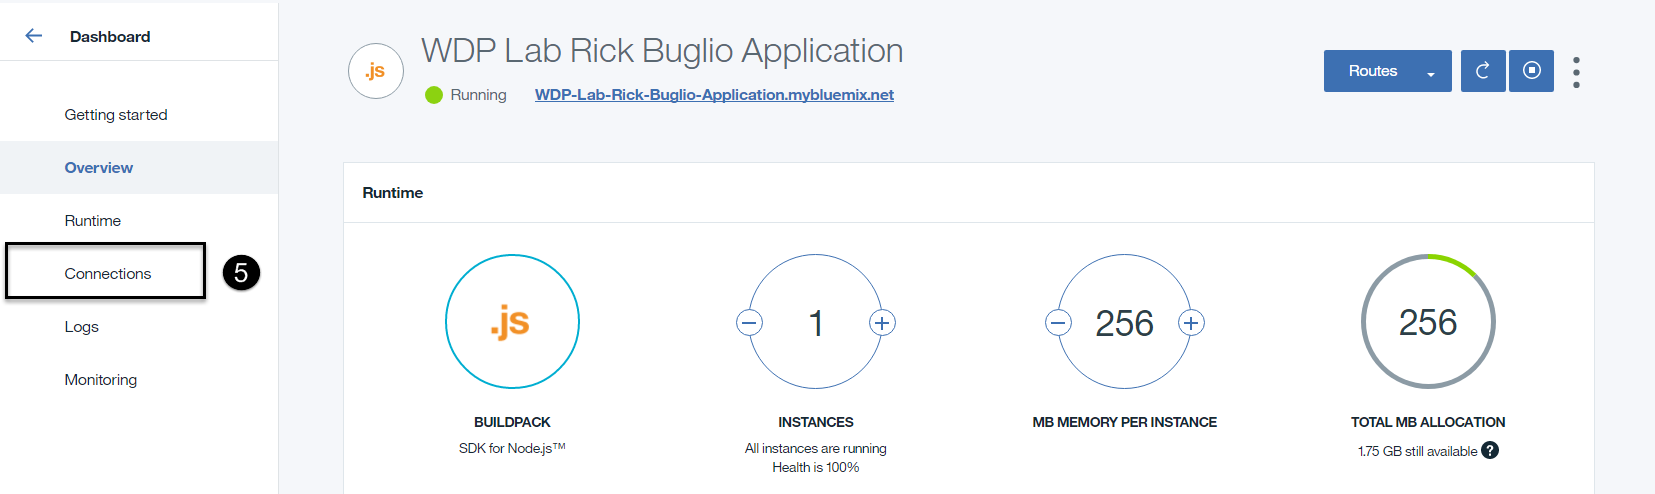 Dashboard
Getting started
Overview
Runtime
Connections
5
Logs
Monitoring
.js
WDP Lab Rick Buglio Application
Running WDP-Lab-Rick-Buglio-Application.mybluemix.net
Routes
Runtime
.js
1
256
256
BUILDPACK
SDK for Node.js™
INSTANCES
All instances are running
Health is 100%
MB MEMORY PER INSTANCE
TOTAL MB ALLOCATION
1.75 GB still available ?